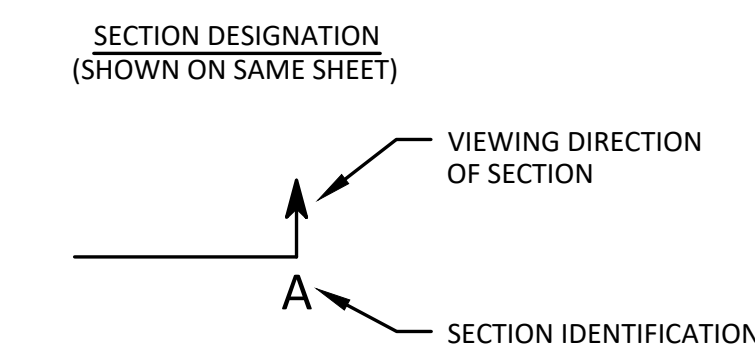 SECTION DESIGNATION
(SHOWN ON SAME SHEET)
VIEWING DIRECTION
OF SECTION
A
SECTION IDENTIFICATION